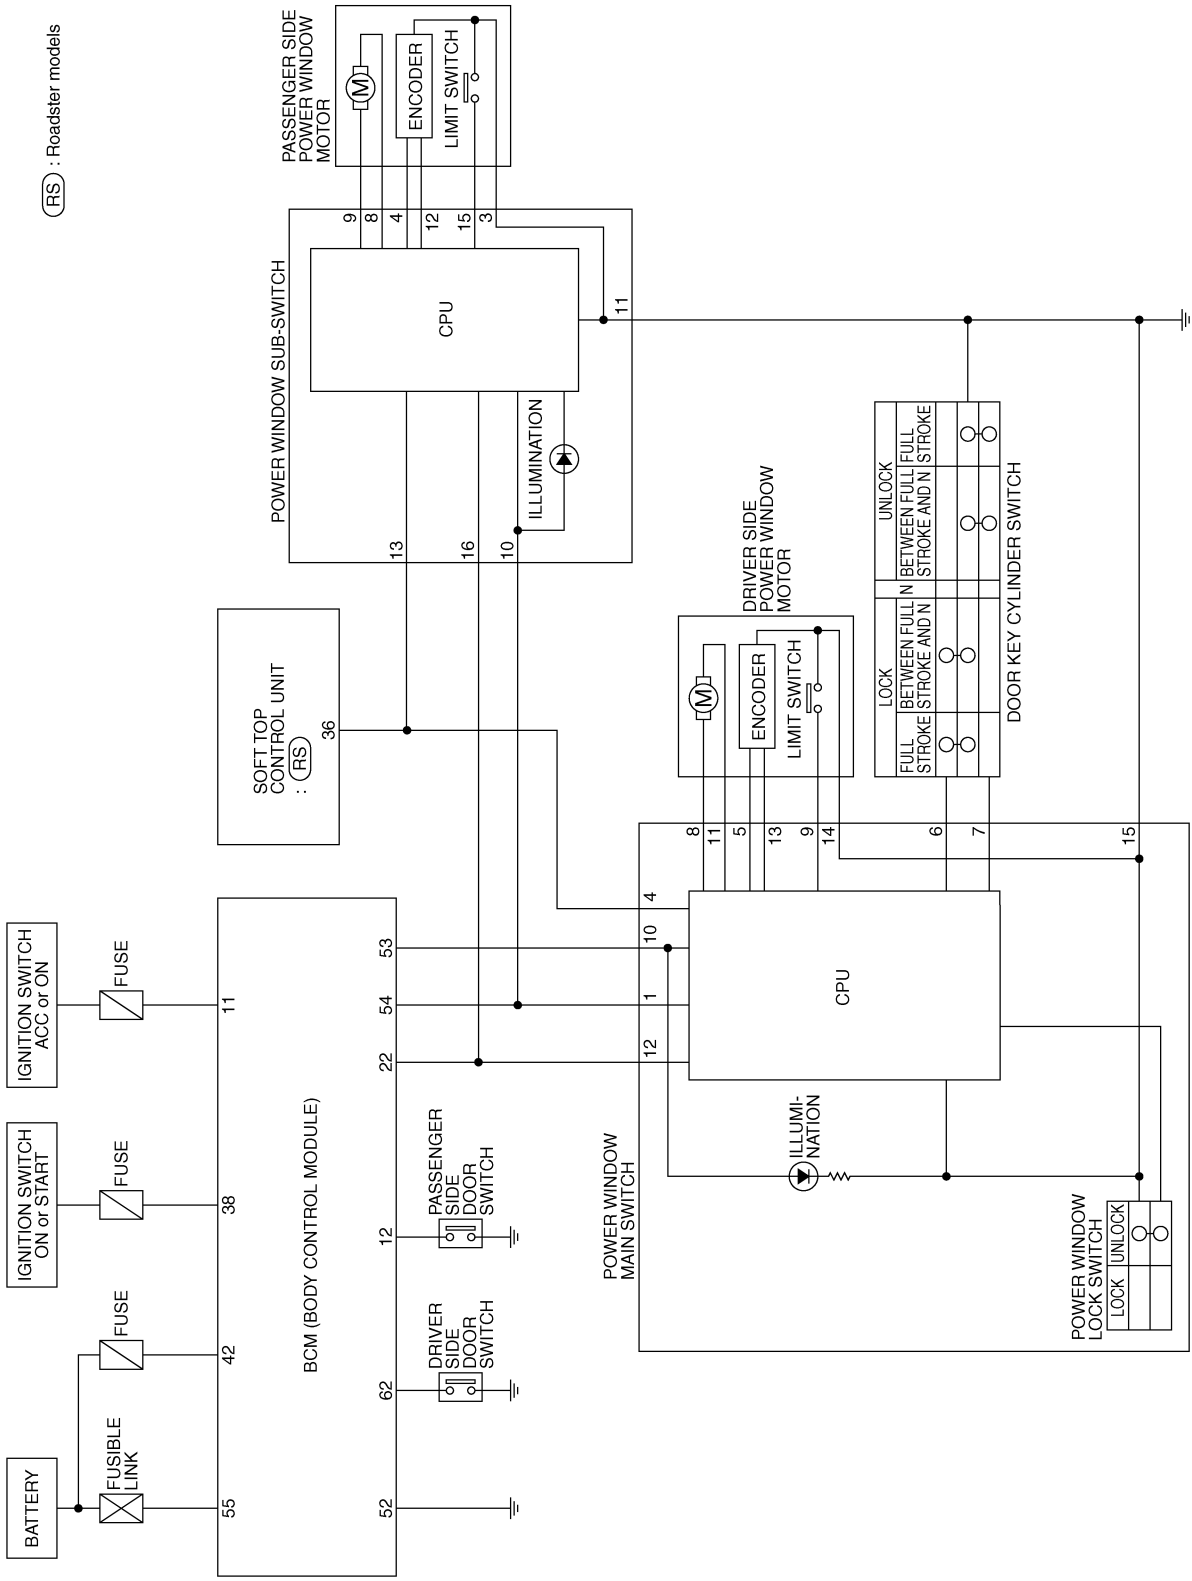 BATTERY
FUSIBLE
LINK
FUSE
IGNITION SWITCH
ON or START
FUSE
IGNITION SWITCH
ACC or ON
FUSE
55
42
38
11
BCM (BODY CONTROL MODULE)
52
62
12
22
54
53
DRIVER
SIDE
DOOR
SWITCH
PASSENGER
SIDE
DOOR
SWITCH
SOFT TOP
CONTROL UNIT
: RS
36
POWER WINDOW SUB-SWITCH
13
16
10
ILLUMINATION
CPU
9
8
4
12
15
3
11
PASSENGER SIDE
POWER WINDOW
MOTOR
M
ENCODER
LIMIT SWITCH
RS : Roadster models
POWER WINDOW
MAIN SWITCH
12
1
10
4
ILLUMI-
NATION
CPU
8
11
5
13
9
14
6
7
15
POWER WINDOW
LOCK SWITCH
LOCK
UNLOCK
DRIVER SIDE
POWER WINDOW
MOTOR
M
ENCODER
LIMIT SWITCH
LOCK
UNLOCK
FULL
STROKE
BETWEEN FULL
STROKE AND N
N
BETWEEN FULL
STROKE AND N
FULL
STROKE
DOOR KEY CYLINDER SWITCH